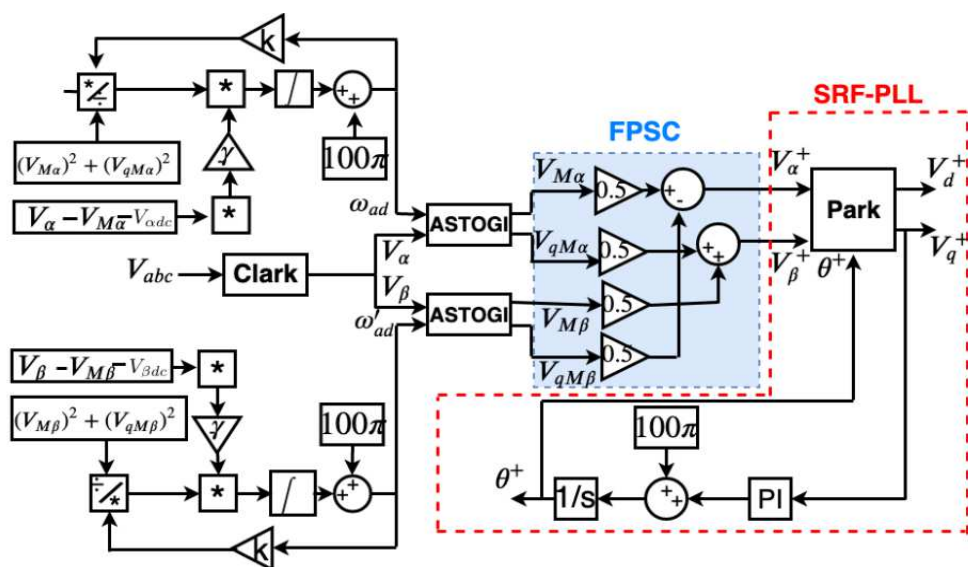 k
*
÷
*
100π
(V_{Mα})^2 + (V_{qMα})^2
γ
V_α − V_{Mα} − V_{αdc}
*
ω_{ad}
V_{abc}
Clark
V_α
V_β
ω'_{ad}
ASTOGI
ASTOGI
V_β − V_{Mβ} − V_{βdc}
*
(V_{Mβ})^2 + (V_{qMβ})^2
γ
100π
÷
*
*
k
+
+
+
+
FPSC
V_{Mα}
0.5
+
-
V_{qMα}
0.5
+
+
0.5
V_{Mβ}
0.5
V_{qMβ}
SRF-PLL
V_α^+
V_d^+
Park
V_β^+
θ^+
V_q^+
100π
θ^+
1/s
+
+
PI